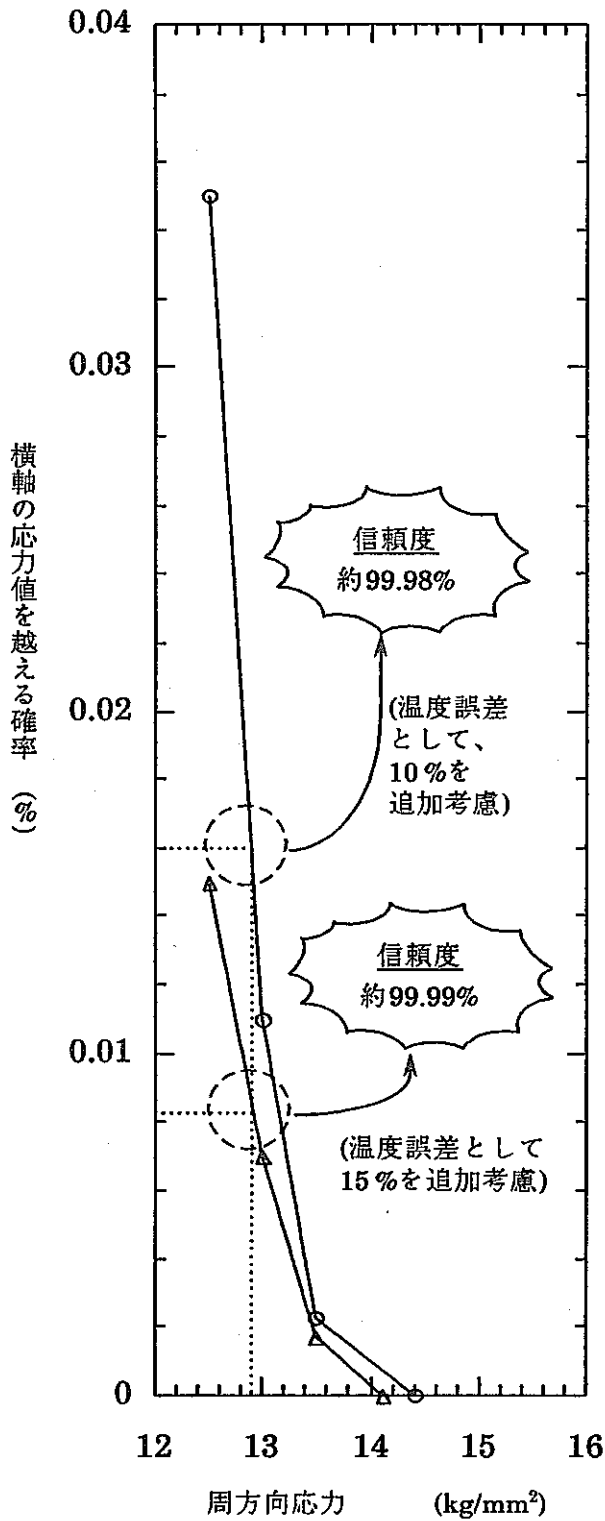 0.04
0.03
0.02
0.01
0
横軸の応力値を越える確率 (%)
信頼度
約99.98%
(温度誤差
として、
10%を
追加考慮)
信頼度
約99.99%
(温度誤差として
15%を追加考慮)
12 13 14 15 16
周方向応力 (kg/mm²)